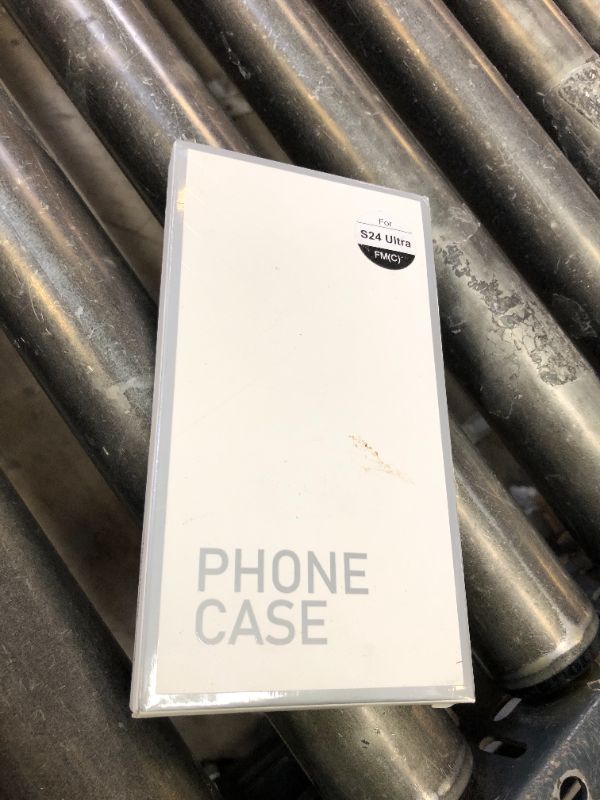 For
S24 Ultra
FM(C)
PHONE
CASE